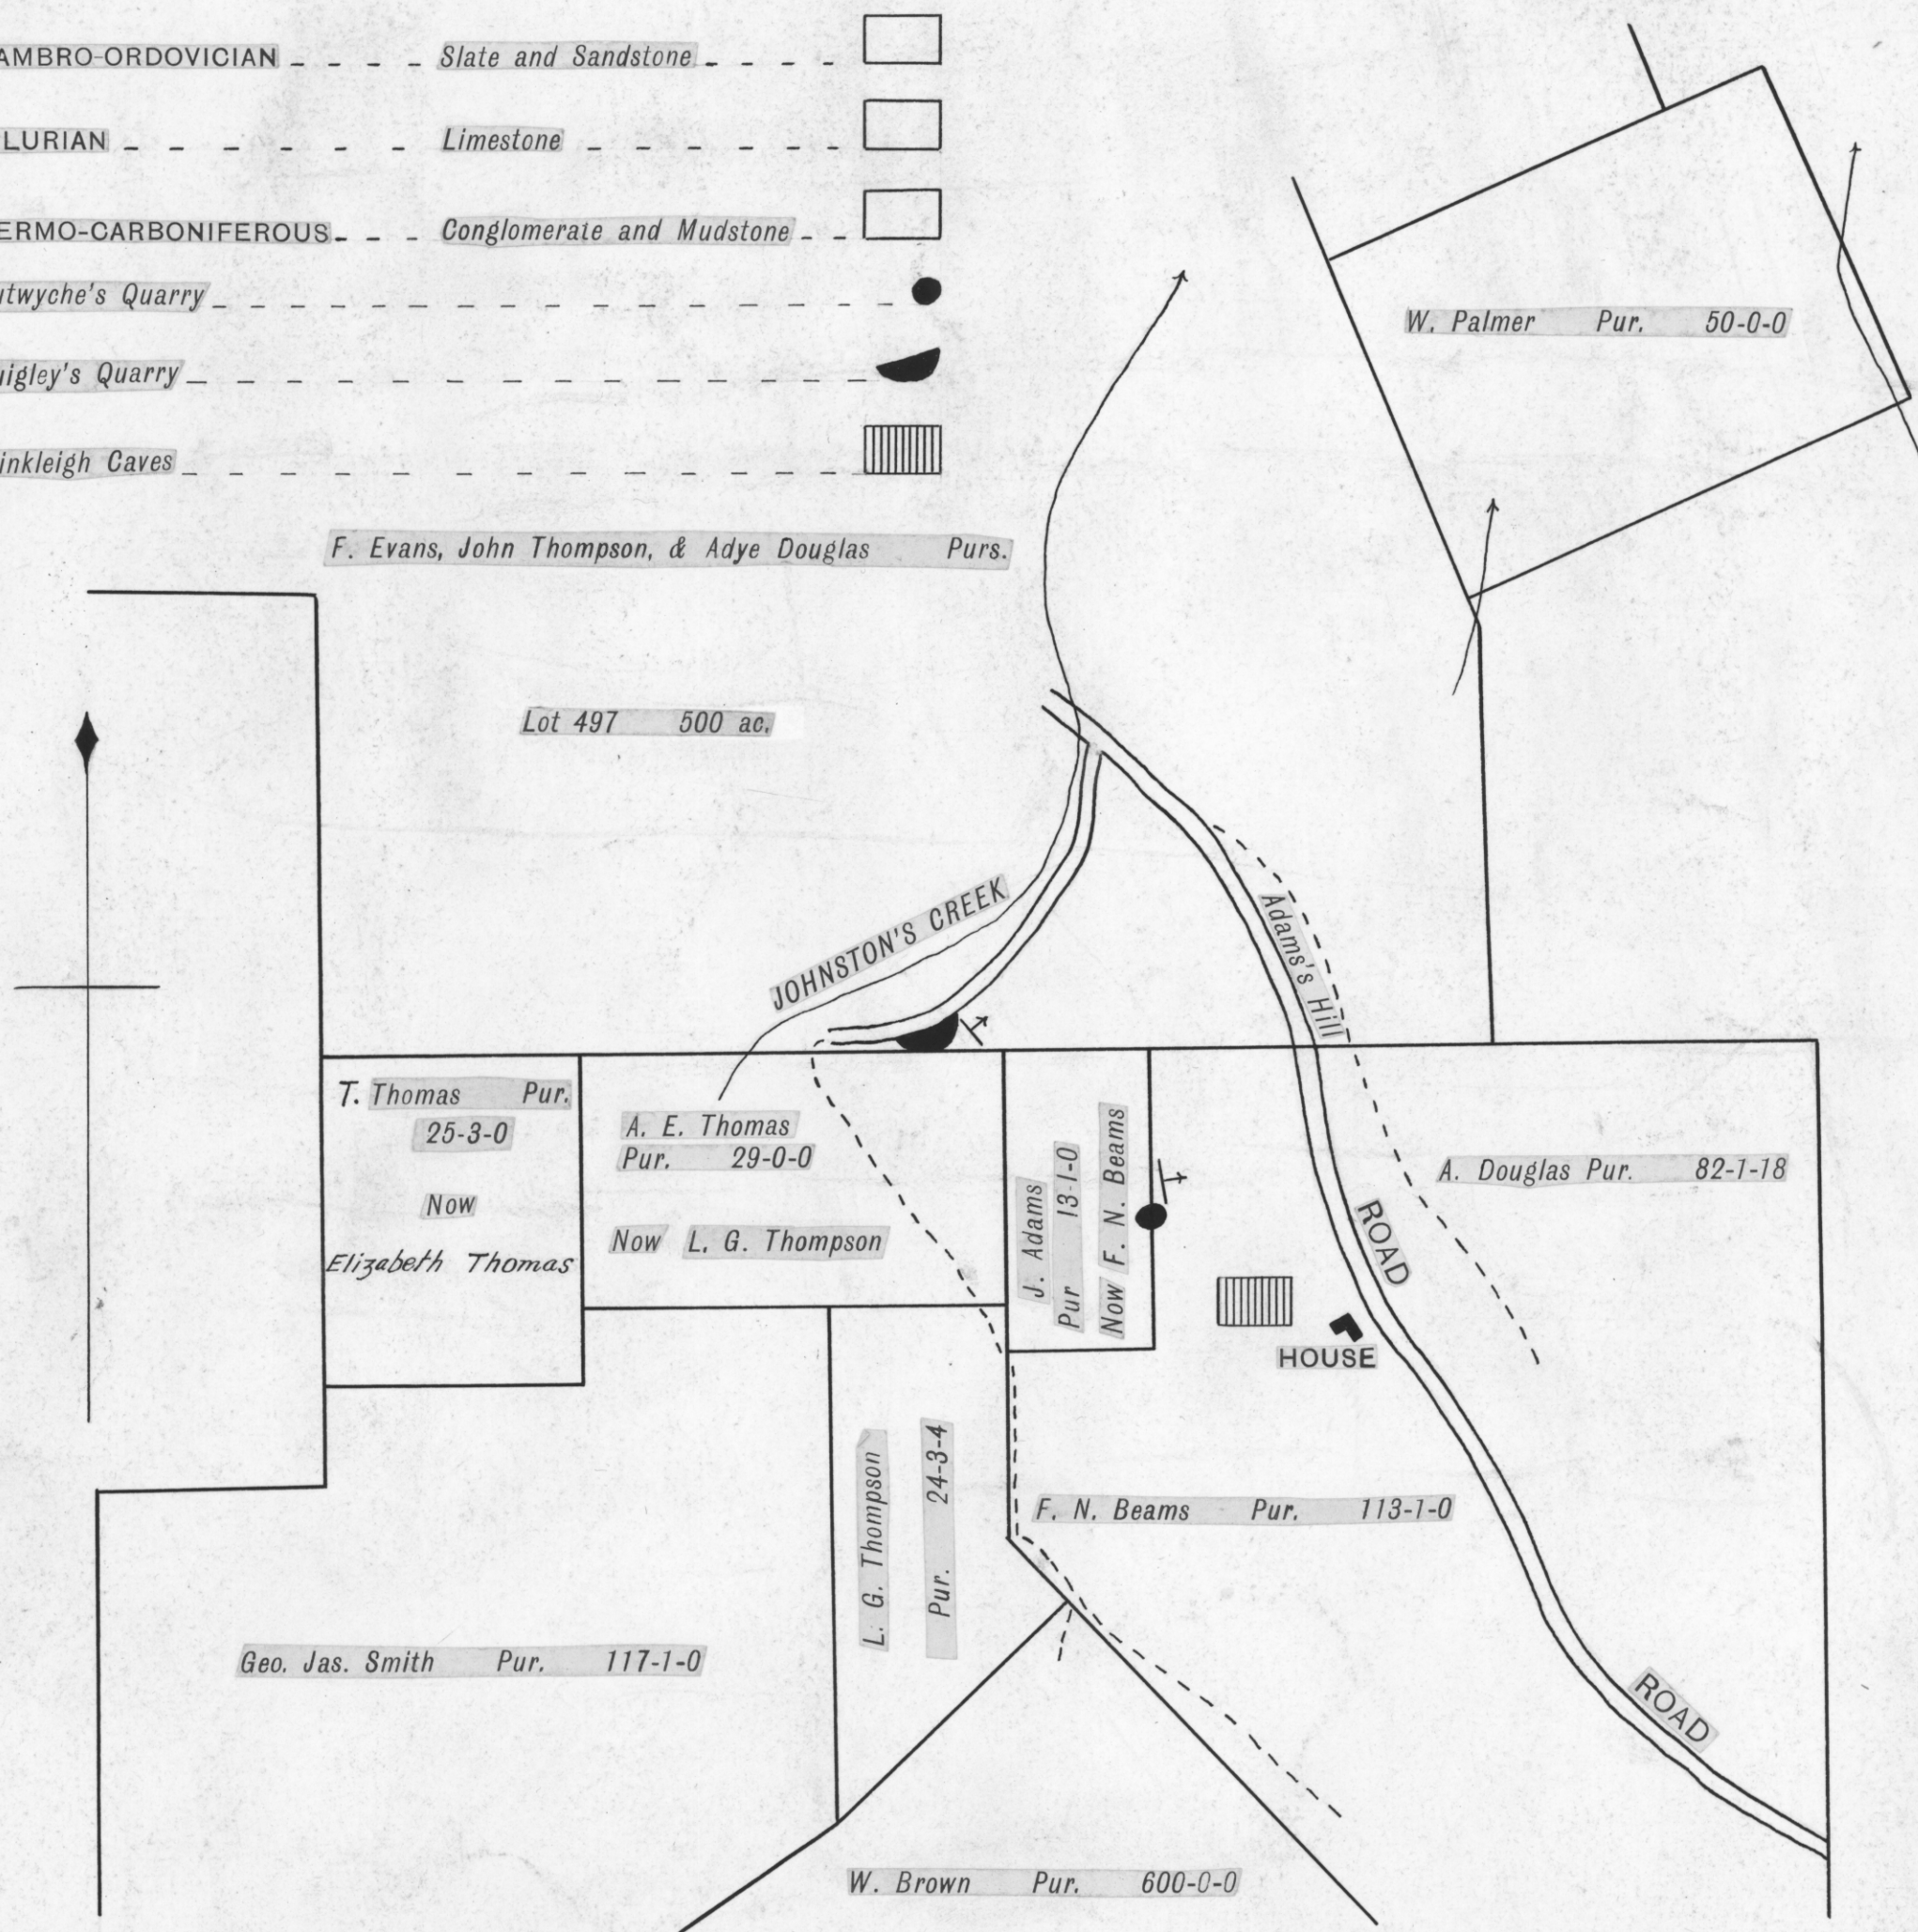 AMBRO-ORDOVICIAN Slate and Sandstone
LURIAN Limestone
ERMO-CARBONIFEROUS Conglomerate and Mudstone
utwyche's Quarry
uigley's Quarry
inkleigh Caves
W. Palmer Pur. 50-0-0
F. Evans, John Thompson, & Adye Douglas Purs.
Lot 497 500 ac.
JOHNSTON'S CREEK
Adams's Hill
T. Thomas Pur.
25-3-0
Now
Elizabeth Thomas
A. E. Thomas
Pur. 29-0-0
Now L. G. Thompson
J. Adams
Pur 13-1-0
Now F. N. Beams
A. Douglas Pur. 82-1-18
ROAD
HOUSE
L. G. Thompson
Pur. 24-3-4
F. N. Beams Pur. 113-1-0
Geo. Jas. Smith Pur. 117-1-0
ROAD
W. Brown Pur. 600-0-0